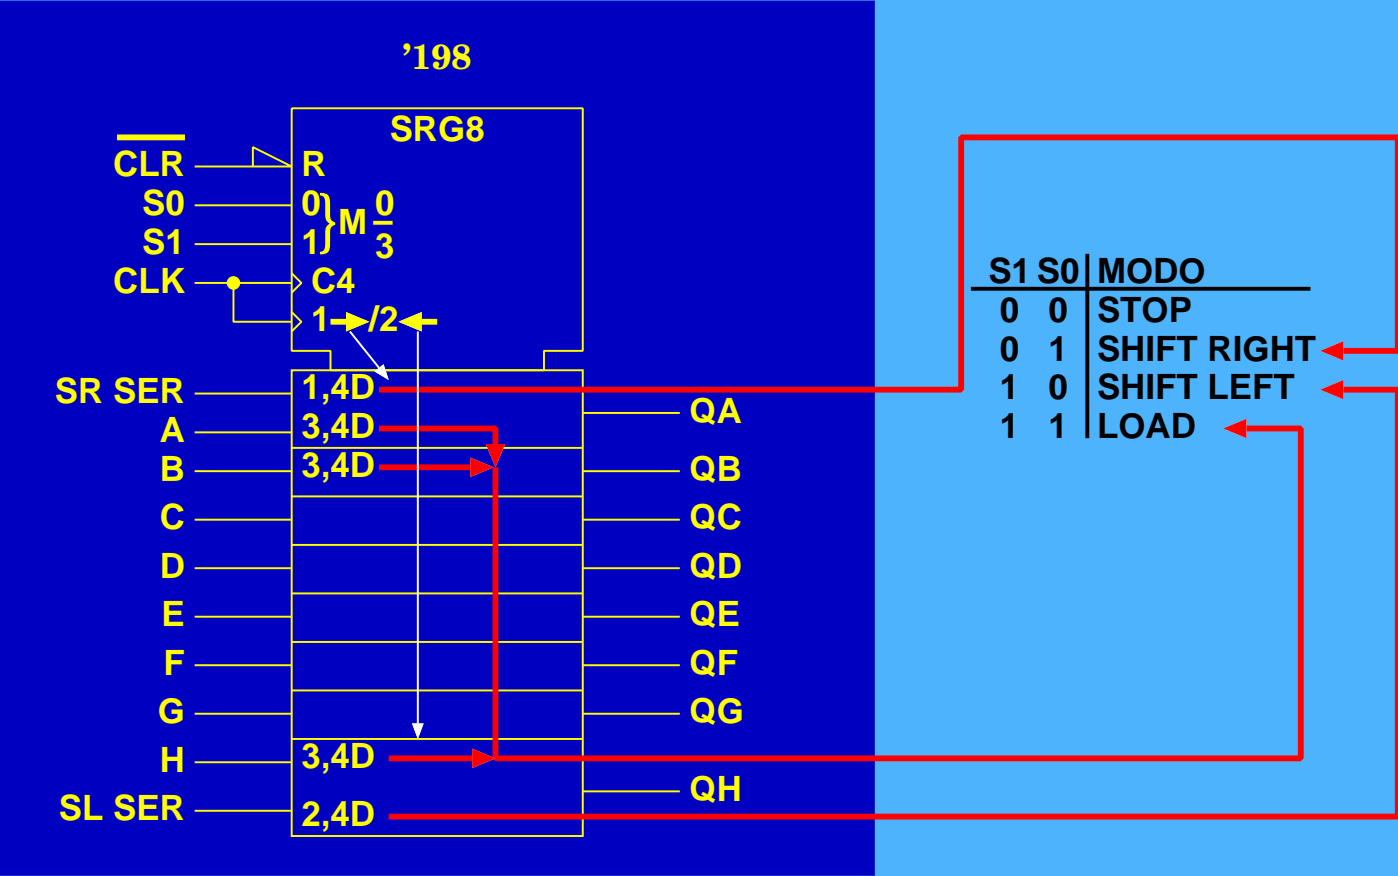 ’198
SRG8
CLR R
S0 0 } M 0
S1 1 3
CLK C4
1 /2
SR SER 1,4D
QA
A 3,4D
B 3,4D QB
C QC
D QD
E QE
F QF
G QG
H 3,4D
QH
SL SER 2,4D
S1 S0 MODO
0 0 STOP
0 1 SHIFT RIGHT
1 0 SHIFT LEFT
1 1 LOAD